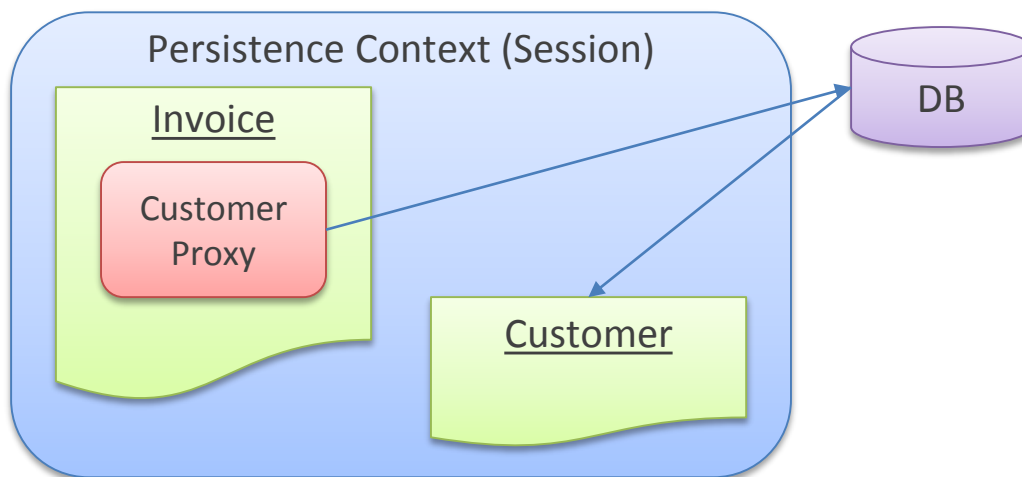 Persistence Context (Session)
Invoice
Customer
Proxy
Customer
DB